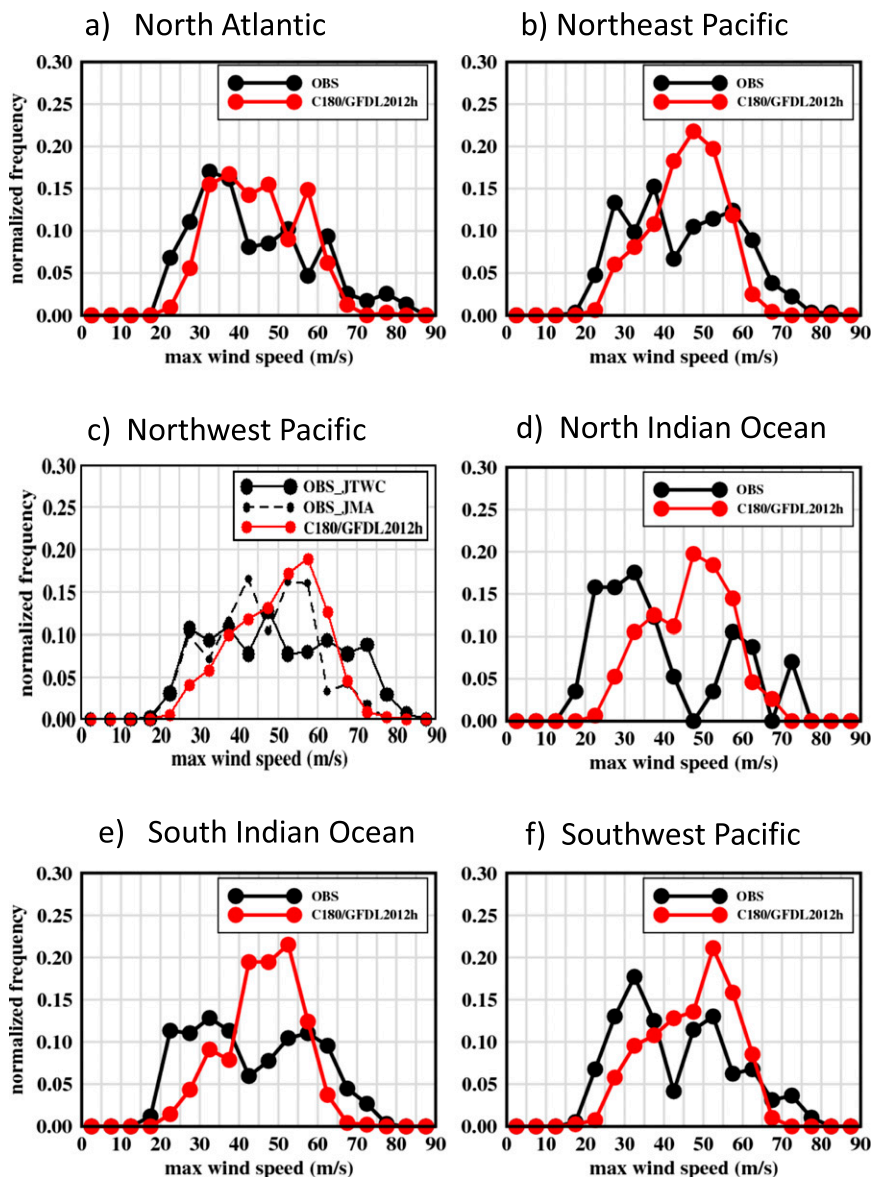 a) North Atlantic
0.30
0.25
0.20
0.15
0.10
0.05
0.00
normalized frequency
OBS
C180/GFDL2012h
0 10 20 30 40 50 60 70 80 90
max wind speed (m/s)
b) Northeast Pacific
0.30
0.25
0.20
0.15
0.10
0.05
0.00
OBS
C180/GFDL2012h
0 10 20 30 40 50 60 70 80 90
max wind speed (m/s)
c) Northwest Pacific
0.30
0.25
0.20
0.15
0.10
0.05
0.00
normalized frequency
OBS_JTWC
OBS_JMA
C180/GFDL2012h
0 10 20 30 40 50 60 70 80 90
max wind speed (m/s)
d) North Indian Ocean
0.30
0.25
0.20
0.15
0.10
0.05
0.00
OBS
C180/GFDL2012h
0 10 20 30 40 50 60 70 80 90
max wind speed (m/s)
e) South Indian Ocean
0.30
0.25
0.20
0.15
0.10
0.05
0.00
normalized frequency
OBS
C180/GFDL2012h
0 10 20 30 40 50 60 70 80 90
max wind speed (m/s)
f) Southwest Pacific
0.30
0.25
0.20
0.15
0.10
0.05
0.00
OBS
C180/GFDL2012h
0 10 20 30 40 50 60 70 80 90
max wind speed (m/s)